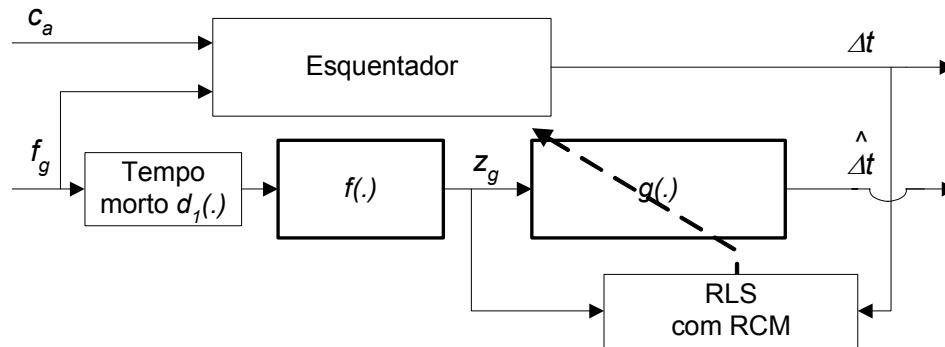 c_a
Δt
Esquentador
f_g
Tempo
morto d_1(.)
f(.)
z_g
g(.)
Δt̂
RLS
com RCM